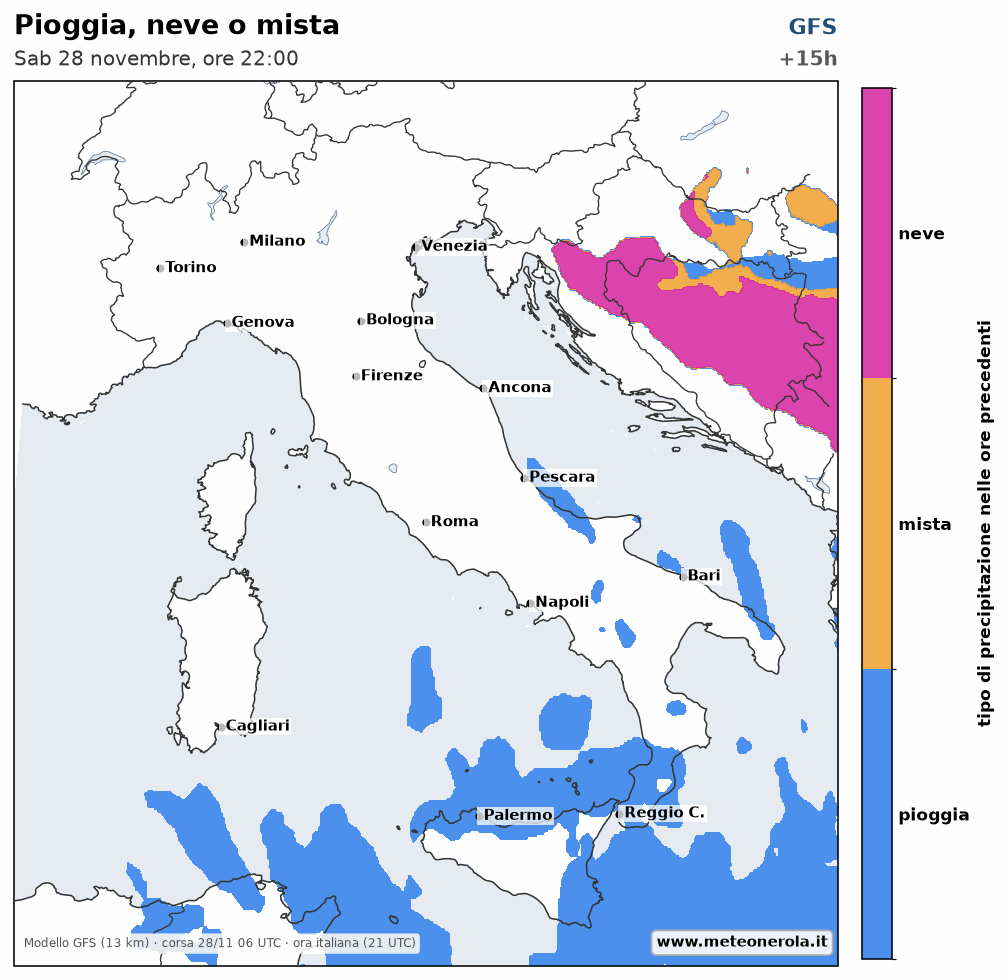 Pioggia, neve o mista
GFS
Sab 28 novembre, ore 22:00
+15h
neve
mista
pioggia
tipo di precipitazione nelle ore precedenti
Milano
Venezia
Torino
Genova
Bologna
Firenze
Ancona
Pescara
Roma
Bari
Napoli
Cagliari
Palermo
Reggio C.
Modello GFS (13 km) · corsa 28/11 06 UTC · ora italiana (21 UTC)
www.meteonerola.it